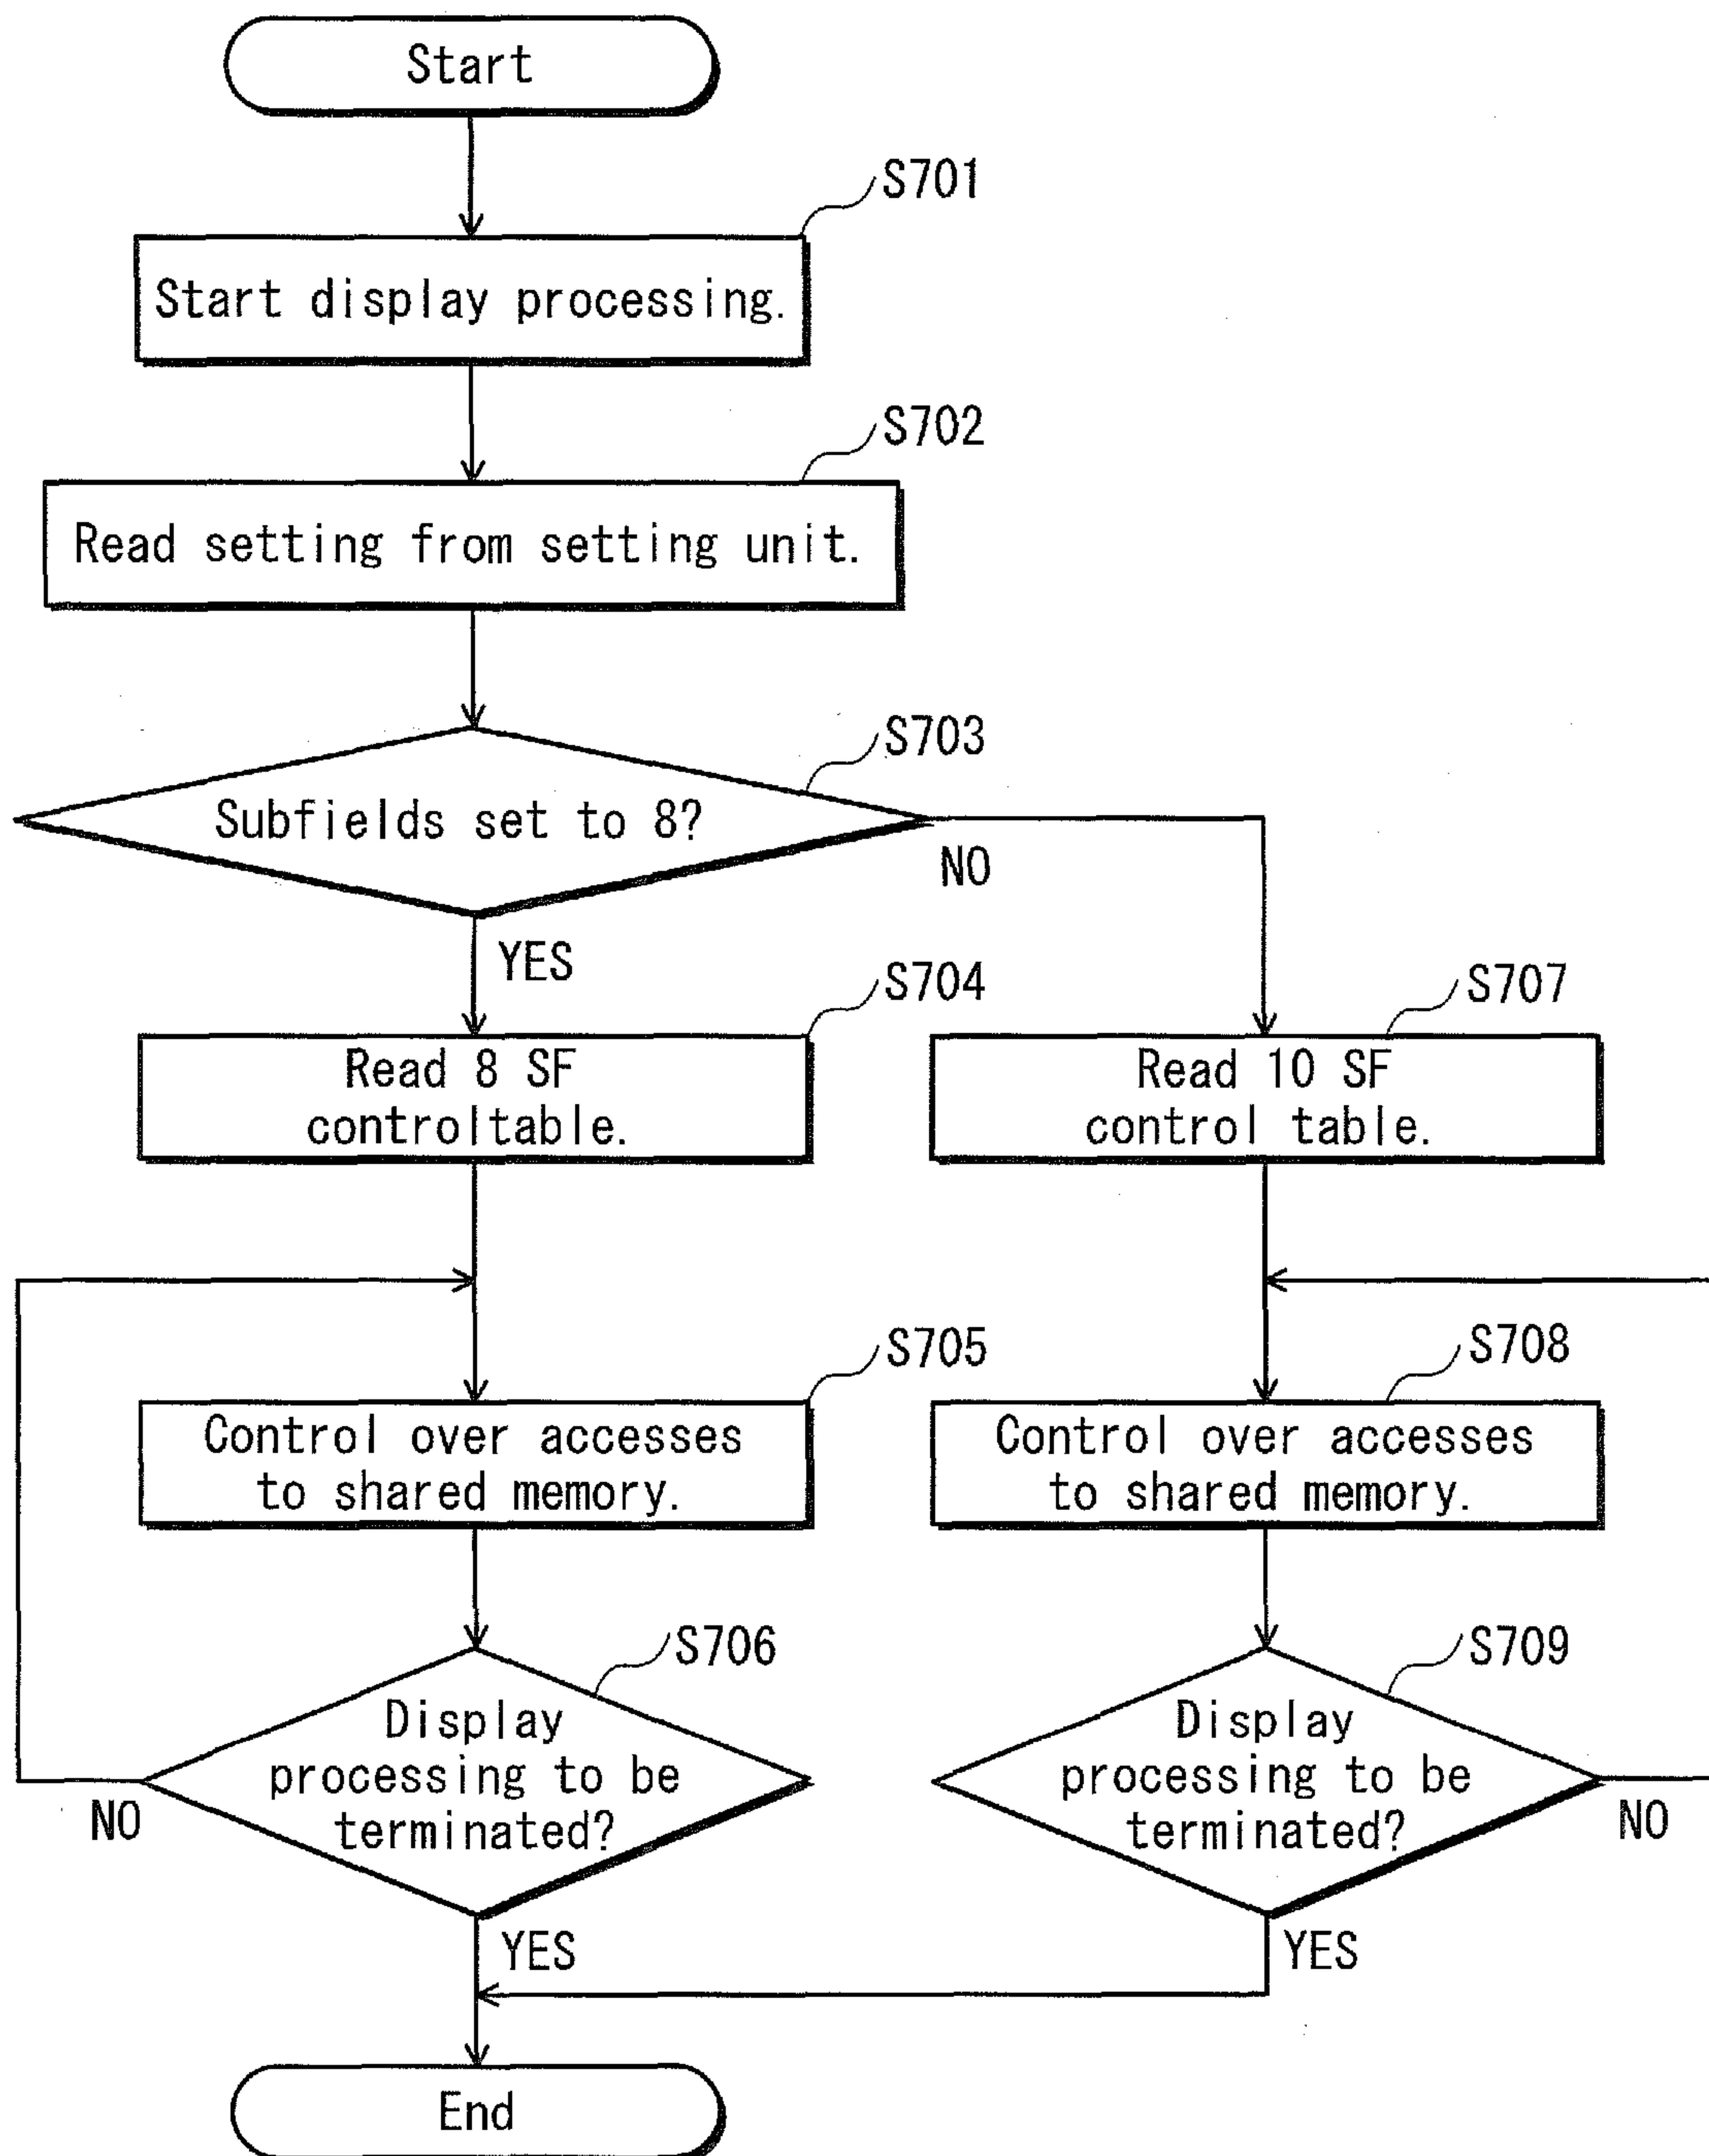 Start
S701
Start display processing.
S702
Read setting from setting unit.
S703
Subfields set to 8?
NO
YES
S704
Read 8 SF
controltable.
S707
Read 10 SF
control table.
S705
Control over accesses
to shared memory.
S708
Control over accesses
to shared memory.
S706
Display
processing to be
terminated?
NO
YES
S709
Display
processing to be
terminated?
NO
YES
End